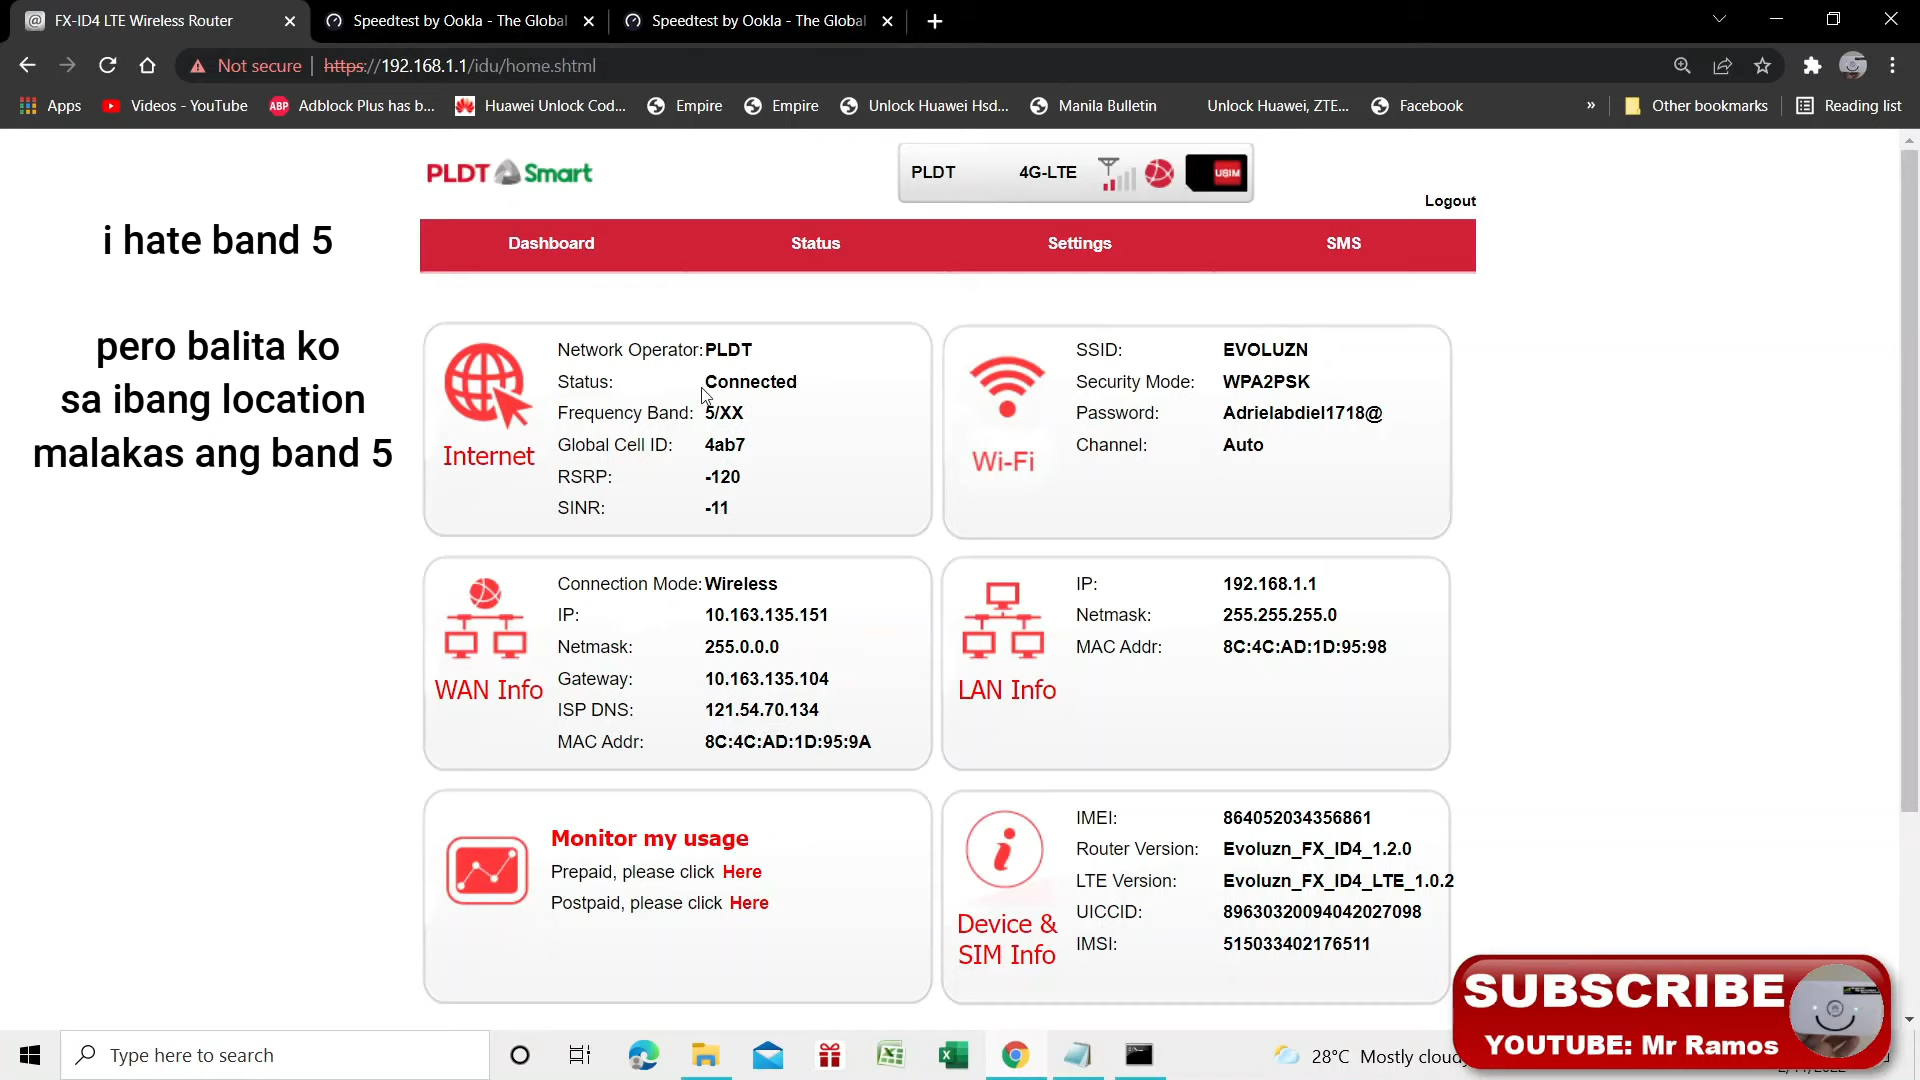 FX-ID4 LTE Wireless Router
Speedtest by Ookla - The Global
Speedtest by Ookla - The Global
Not secure | https://192.168.1.1/idu/home.shtml
Apps
Videos - YouTube
ABP Adblock Plus has b...
Huawei Unlock Cod...
Empire
Empire
Unlock Huawei Hsd...
Manila Bulletin
Unlock Huawei, ZTE...
Facebook
»
Other bookmarks
Reading list
PLDT Smart
PLDT 4G-LTE USIM
Logout
Dashboard Status Settings SMS
i hate band 5
pero balita ko
sa ibang location
malakas ang band 5
Internet
Network Operator: PLDT
Status: Connected
Frequency Band: 5/XX
Global Cell ID: 4ab7
RSRP: -120
SINR: -11
Wi-Fi
SSID: EVOLUZN
Security Mode: WPA2PSK
Password: Adrielabdiel1718@
Channel: Auto
WAN Info
Connection Mode: Wireless
IP: 10.163.135.151
Netmask: 255.0.0.0
Gateway: 10.163.135.104
ISP DNS: 121.54.70.134
MAC Addr: 8C:4C:AD:1D:95:9A
LAN Info
IP: 192.168.1.1
Netmask: 255.255.255.0
MAC Addr: 8C:4C:AD:1D:95:98
Monitor my usage
Prepaid, please click Here
Postpaid, please click Here
Device &
SIM Info
IMEI: 864052034356861
Router Version: Evoluzn_FX_ID4_1.2.0
LTE Version: Evoluzn_FX_ID4_LTE_1.0.2
UICCID: 89630320094042027098
IMSI: 515033402176511
SUBSCRIBE
YOUTUBE: Mr Ramos
Type here to search
28°C Mostly cloudy